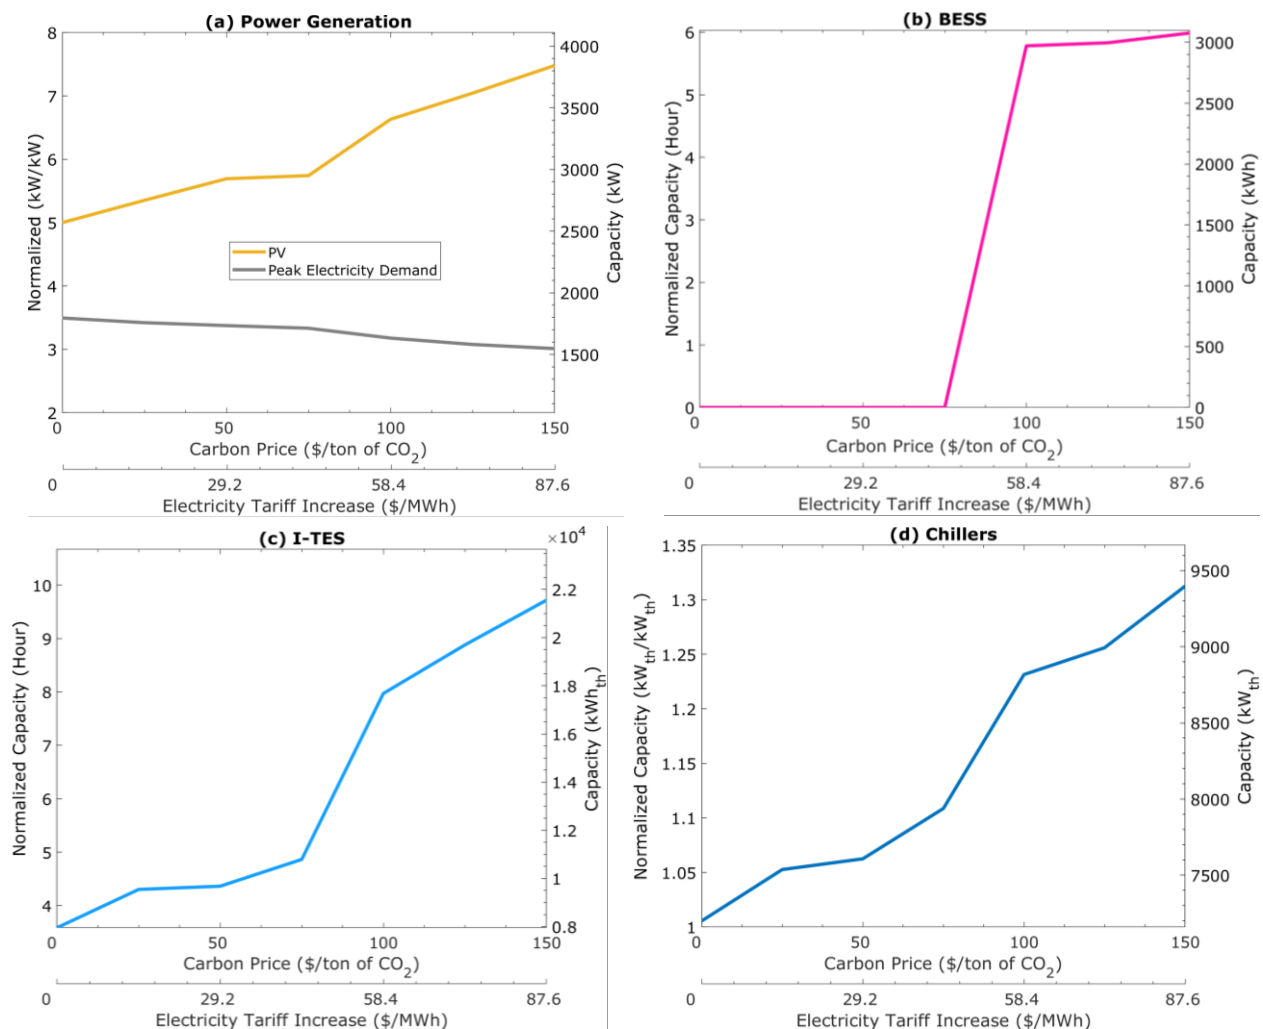 (a) Power Generation
8
7
6
5
4
3
2
Normalized (kW/kW)
4000
3500
3000
2500
2000
1500
Capacity (kW)
PV
Peak Electricity Demand
0 50 100 150
Carbon Price ($/ton of CO2)
0 29.2 58.4 87.6
Electricity Tariff Increase ($/MWh)
(b) BESS
6
5
4
3
2
1
0
Normalized Capacity (Hour)
3000
2500
2000
1500
1000
500
0
Capacity (kWh)
0 50 100 150
Carbon Price ($/ton of CO2)
0 29.2 58.4 87.6
Electricity Tariff Increase ($/MWh)
(c) I-TES
×10^4
10
9
8
7
6
5
4
Normalized Capacity (Hour)
2.2
2
1.8
1.6
1.4
1.2
1
0.8
Capacity (kWh_th)
0 50 100 150
Carbon Price ($/ton of CO2)
0 29.2 58.4 87.6
Electricity Tariff Increase ($/MWh)
(d) Chillers
1.35
1.3
1.25
1.2
1.15
1.1
1.05
1
Normalized Capacity (kW_th/kW_th)
9500
9000
8500
8000
7500
Capacity (kW_th)
0 50 100 150
Carbon Price ($/ton of CO2)
0 29.2 58.4 87.6
Electricity Tariff Increase ($/MWh)